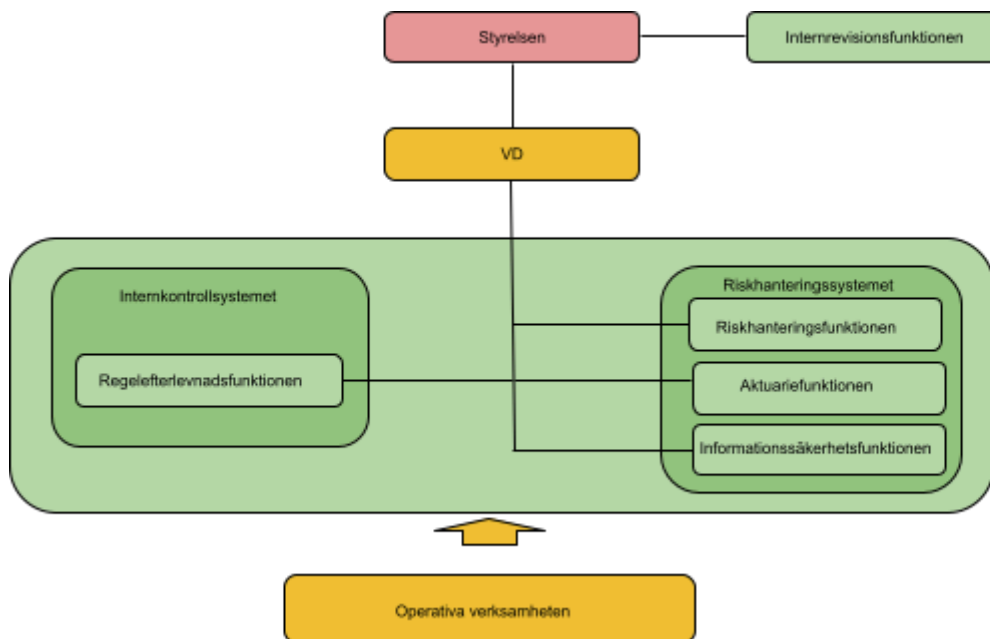 Styrelsen
Internrevisionsfunktionen
VD
Internkontrollsystemet
Regelefterlevnadsfunktionen
Riskhanteringssystemet
Riskhanteringsfunktionen
Aktuariefunktionen
Informationssäkerhetsfunktionen
Operativa verksamheten